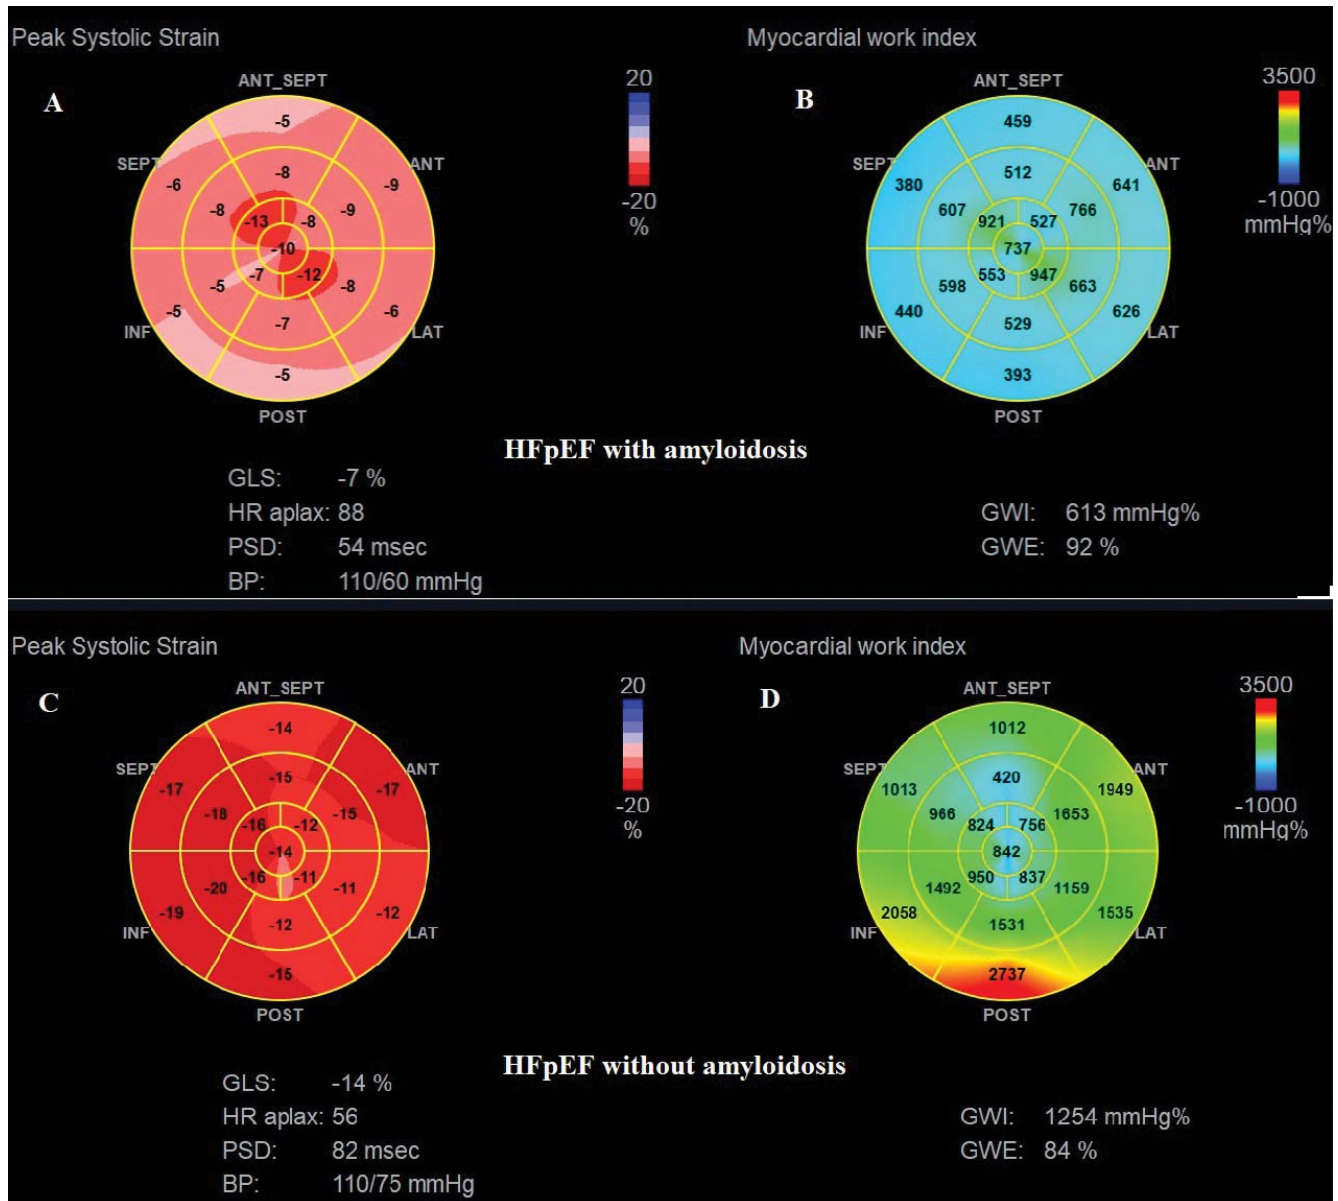 Peak Systolic Strain
Myocardial work index
A
ANT_SEPT
20
-20
%
-5
SEPT
ANT
-8
-6
-9
-8
-9
-13
-8
-10
-7
-12
-5
-8
-5
-6
INF
LAT
-7
-5
POST
B
ANT_SEPT
3500
-1000
mmHg%
459
SEPT
ANT
512
380
641
607
766
921
527
737
553
947
598
663
440
626
INF
LAT
529
393
POST
HFpEF with amyloidosis
GLS: -7 %
HR aplax: 88
PSD: 54 msec
BP: 110/60 mmHg
GWI: 613 mmHg%
GWE: 92 %
Peak Systolic Strain
Myocardial work index
C
ANT_SEPT
20
-20
%
-14
SEPT
ANT
-15
-17
-17
-18
-15
-16
-12
-14
-16
-11
-20
-11
-19
-12
INF
LAT
-12
-15
POST
D
ANT_SEPT
3500
-1000
mmHg%
1012
SEPT
ANT
420
1013
1949
966
1653
824
756
842
950
837
1492
1159
2058
1535
INF
LAT
1531
2737
POST
HFpEF without amyloidosis
GLS: -14 %
HR aplax: 56
PSD: 82 msec
BP: 110/75 mmHg
GWI: 1254 mmHg%
GWE: 84 %